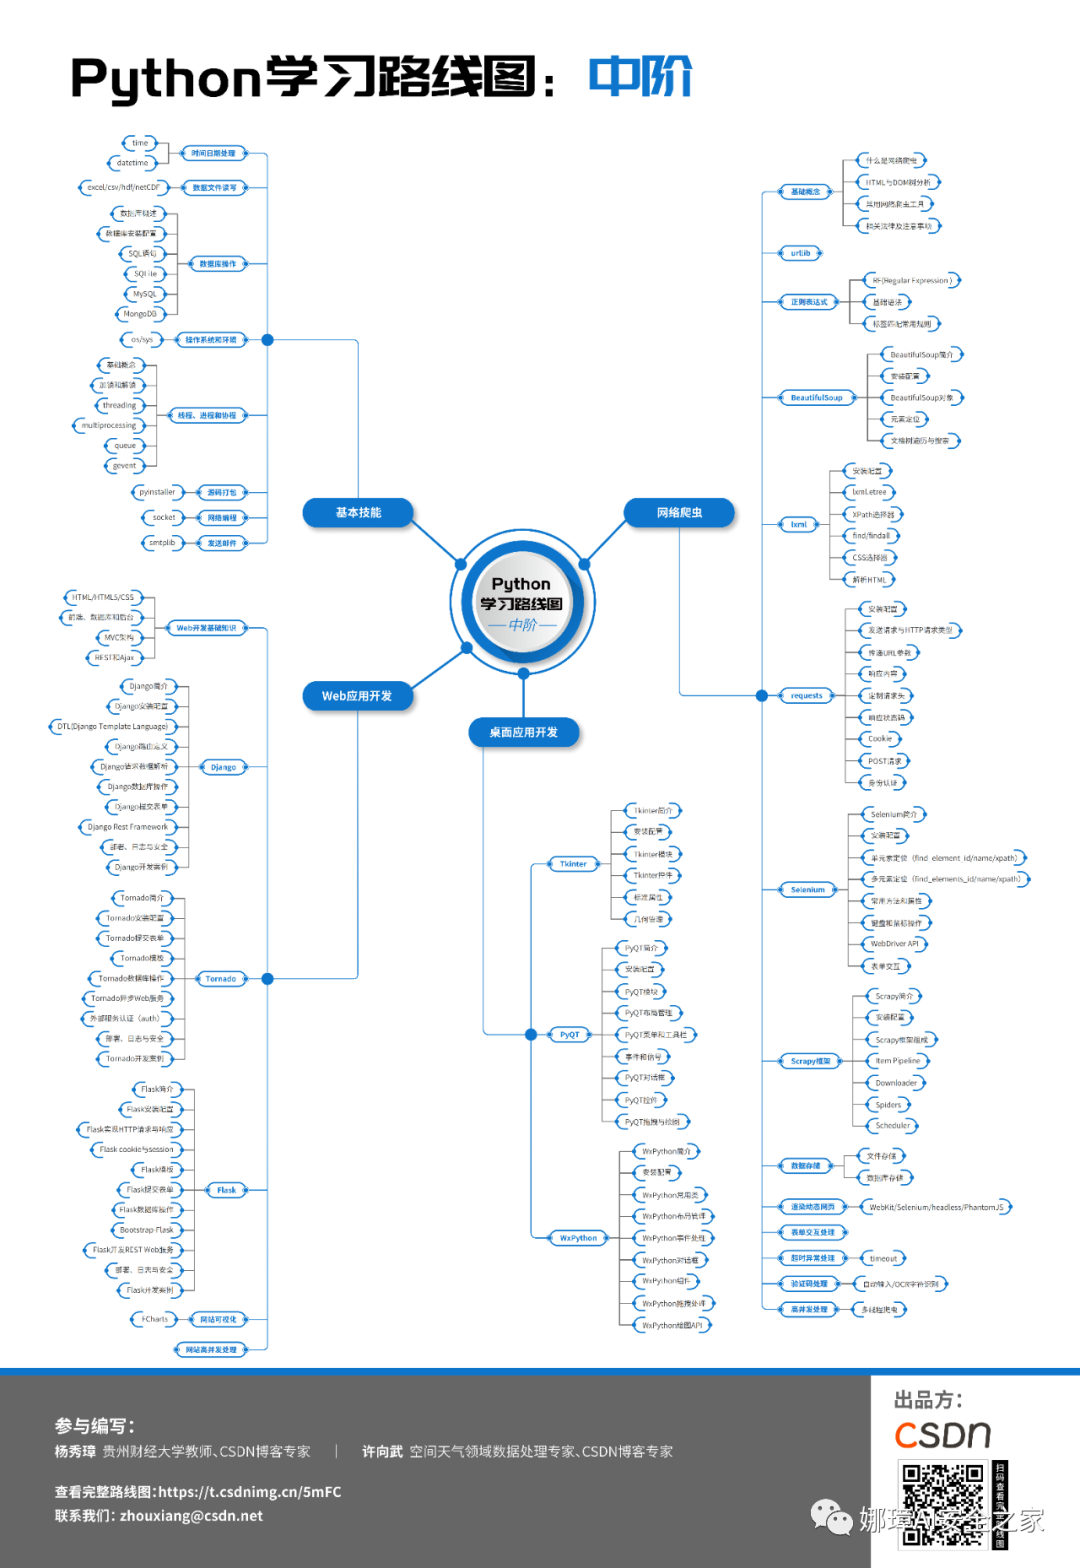 Python学习路线图：中阶
time
datetime
时间日期处理
excel/csv/hdf/netCDF
数据文件读写
数据库概述
数据库安装配置
SQL语句
SQLite
MySQL
MongoDB
数据库操作
os/sys
操作系统和环境
基础概念
加锁和解锁
threading
multiprocessing
queue
gevent
线程、进程和协程
pyinstaller
源码打包
socket
网络编程
smtplib
发送邮件
基本技能
HTML/HTML5/CSS
前端、数据库和后台
MVC架构
REST和Ajax
Web开发基础知识
Django简介
Django安装配置
DTL(Django Template Language)
Django路由定义
Django请求数据解析
Django数据库操作
Django提交表单
Django Rest Framework
部署、日志与安全
Django开发案例
Django
Tornado简介
Tornado安装配置
Tornado提交表单
Tornado模板
Tornado数据库操作
Tornado异步Web服务
外部服务认证（auth）
部署、日志与安全
Tornado开发案例
Tornado
Flask简介
Flask安装配置
Flask实现HTTP请求与响应
Flask cookie与session
Flask模板
Flask提交表单
Flask数据库操作
Bootstrap-Flask
Flask开发REST Web服务
部署、日志与安全
Flask开发案例
Flask
ECharts
网站可视化
网站高并发处理
Web应用开发
Python
学习路线图
中阶
桌面应用开发
Tkinter
Tkinter简介
安装配置
Tkinter模块
Tkinter控件
标准属性
几何管理
PyQT
PyQT简介
安装配置
PyQT模块
PyQT布局管理
PyQT菜单和工具栏
事件和信号
PyQT对话框
PyQT控件
PyQT拖拽与绘图
WxPython
WxPython简介
安装配置
WxPython常用类
WxPython布局管理
WxPython事件处理
WxPython对话框
WxPython组件
WxPython拖拽处理
WxPython绘图API
网络爬虫
基础概念
什么是网络爬虫
HTML与DOM树分析
常用网络爬虫工具
相关法律及注意事项
urllib
正则表达式
RE(Regular Expression )
基础语法
标签匹配常用规则
BeautifulSoup
BeautifulSoup简介
安装配置
BeautifulSoup对象
元素定位
文档树遍历与搜索
lxml
安装配置
lxml.etree
XPath选择器
find/findall
CSS选择器
解析HTML
requests
安装配置
发送请求与HTTP请求类型
传递URL参数
响应内容
定制请求头
响应状态码
Cookie
POST请求
身份认证
Selenium
Selenium简介
安装配置
单元素定位（find_element_id/name/xpath）
多元素定位（find_elements_id/name/xpath）
常用方法和属性
键盘和鼠标操作
WebDriver API
表单交互
Scrapy框架
Scrapy简介
安装配置
Scrapy框架组成
Item Pipeline
Downloader
Spiders
Scheduler
数据存储
文件存储
数据库存储
渲染动态网页
WebKit/Selenium/headless/PhantomJS
表单交互处理
超时异常处理
timeout
验证码处理
自动输入/OCR字符识别
高并发处理
多线程爬虫
参与编写：
杨秀璋 贵州财经大学教师、CSDN博客专家 | 许向武 空间天气领域数据处理专家、CSDN博客专家
查看完整路线图：https://t.csdnimg.cn/5mFC
联系我们：zhouxiang@csdn.net
出品方：
CSDN
扫码查看完整路线图
娜璋AI安全之家